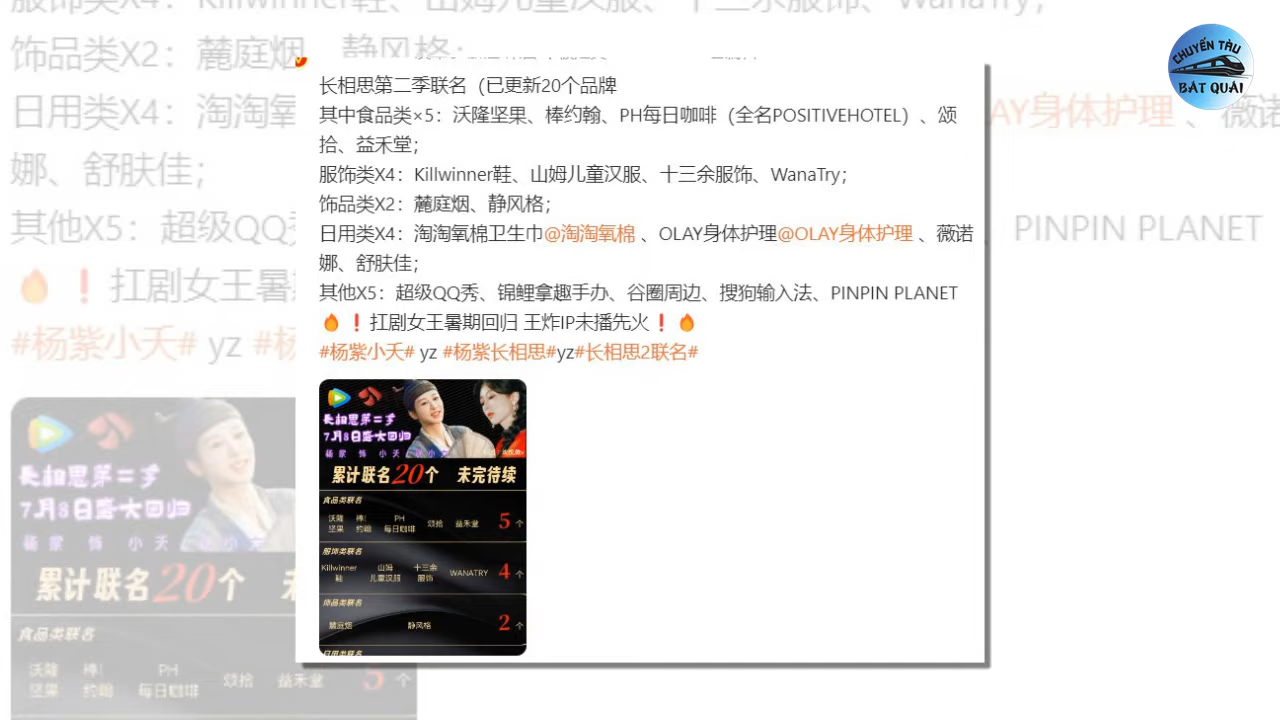 CHUYẾN TÀU
BÁT QUÁI
长相思第二季联名（已更新20个品牌
其中食品类×5：沃隆坚果、棒约翰、PH每日咖啡（全名POSITIVEHOTEL）、颂
拾、益禾堂；
服饰类X4：Killwinner鞋、山姆儿童汉服、十三余服饰、WanaTry；
饰品类X2：麓庭烟、静风格；
日用类X4：淘淘氧棉卫生巾@淘淘氧棉 、OLAY身体护理@OLAY身体护理 、薇诺
娜、舒肤佳；
其他X5：超级QQ秀、锦鲤拿趣手办、谷圈周边、搜狗输入法、PINPIN PLANET
🔥❗扛剧女王暑期回归 王炸IP未播先火❗🔥
#杨紫小夭# yz #杨紫长相思#yz#长相思2联名#
长相思第二季
7月8日盛大回归
杨 紫 饰 小 夭
累计联名20个 未完待续
食品类联名
沃隆坚果 棒!约翰 PH每日咖啡 颂拾 益禾堂 5个
服饰类联名
Killwinner鞋 山姆儿童汉服 十三余服饰 WANATRY 4个
饰品类联名
麓庭烟 静风格 2个
日用类联名